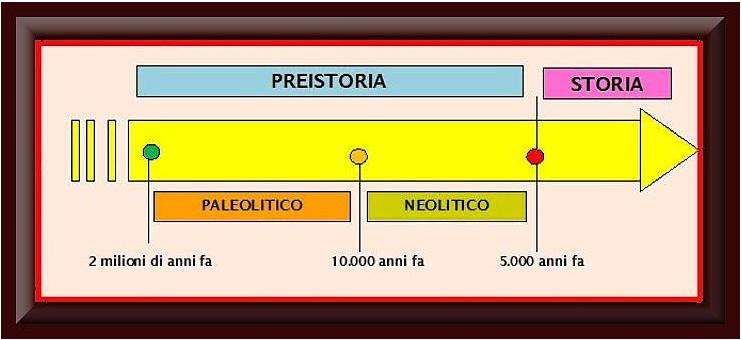 PREISTORIA
STORIA
PALEOLITICO
NEOLITICO
2 milioni di anni fa
10.000 anni fa
5.000 anni fa